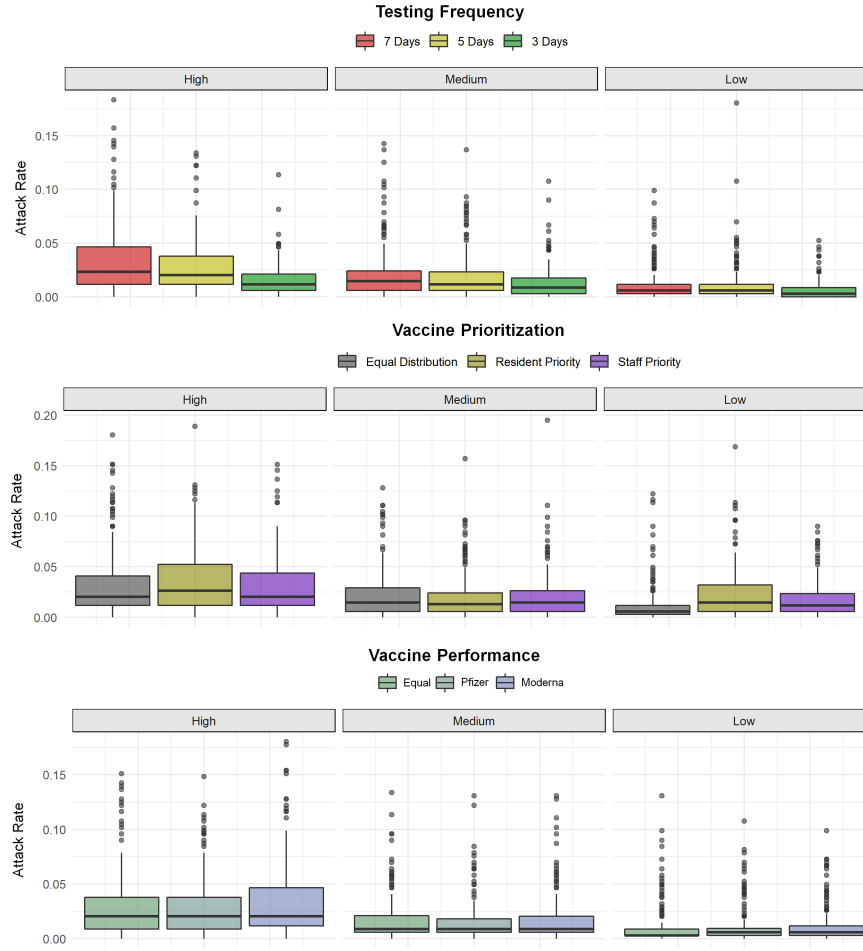 Testing Frequency
7 Days 5 Days 3 Days
High Medium Low
Attack Rate
0.15
0.10
0.05
0.00
Vaccine Prioritization
Equal Distribution Resident Priority Staff Priority
High Medium Low
Attack Rate
0.20
0.15
0.10
0.05
0.00
Vaccine Performance
Equal Pfizer Moderna
High Medium Low
Attack Rate
0.15
0.10
0.05
0.00